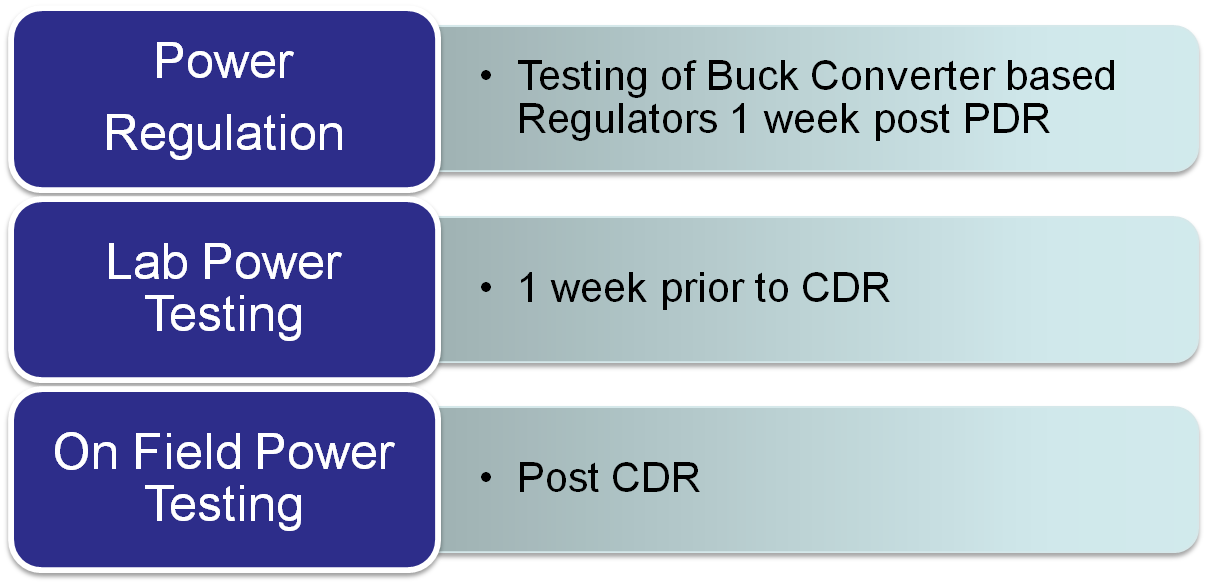 Power
Regulation
• Testing of Buck Converter based
Regulators 1 week post PDR
Lab Power
Testing
• 1 week prior to CDR
On Field Power
Testing
• Post CDR